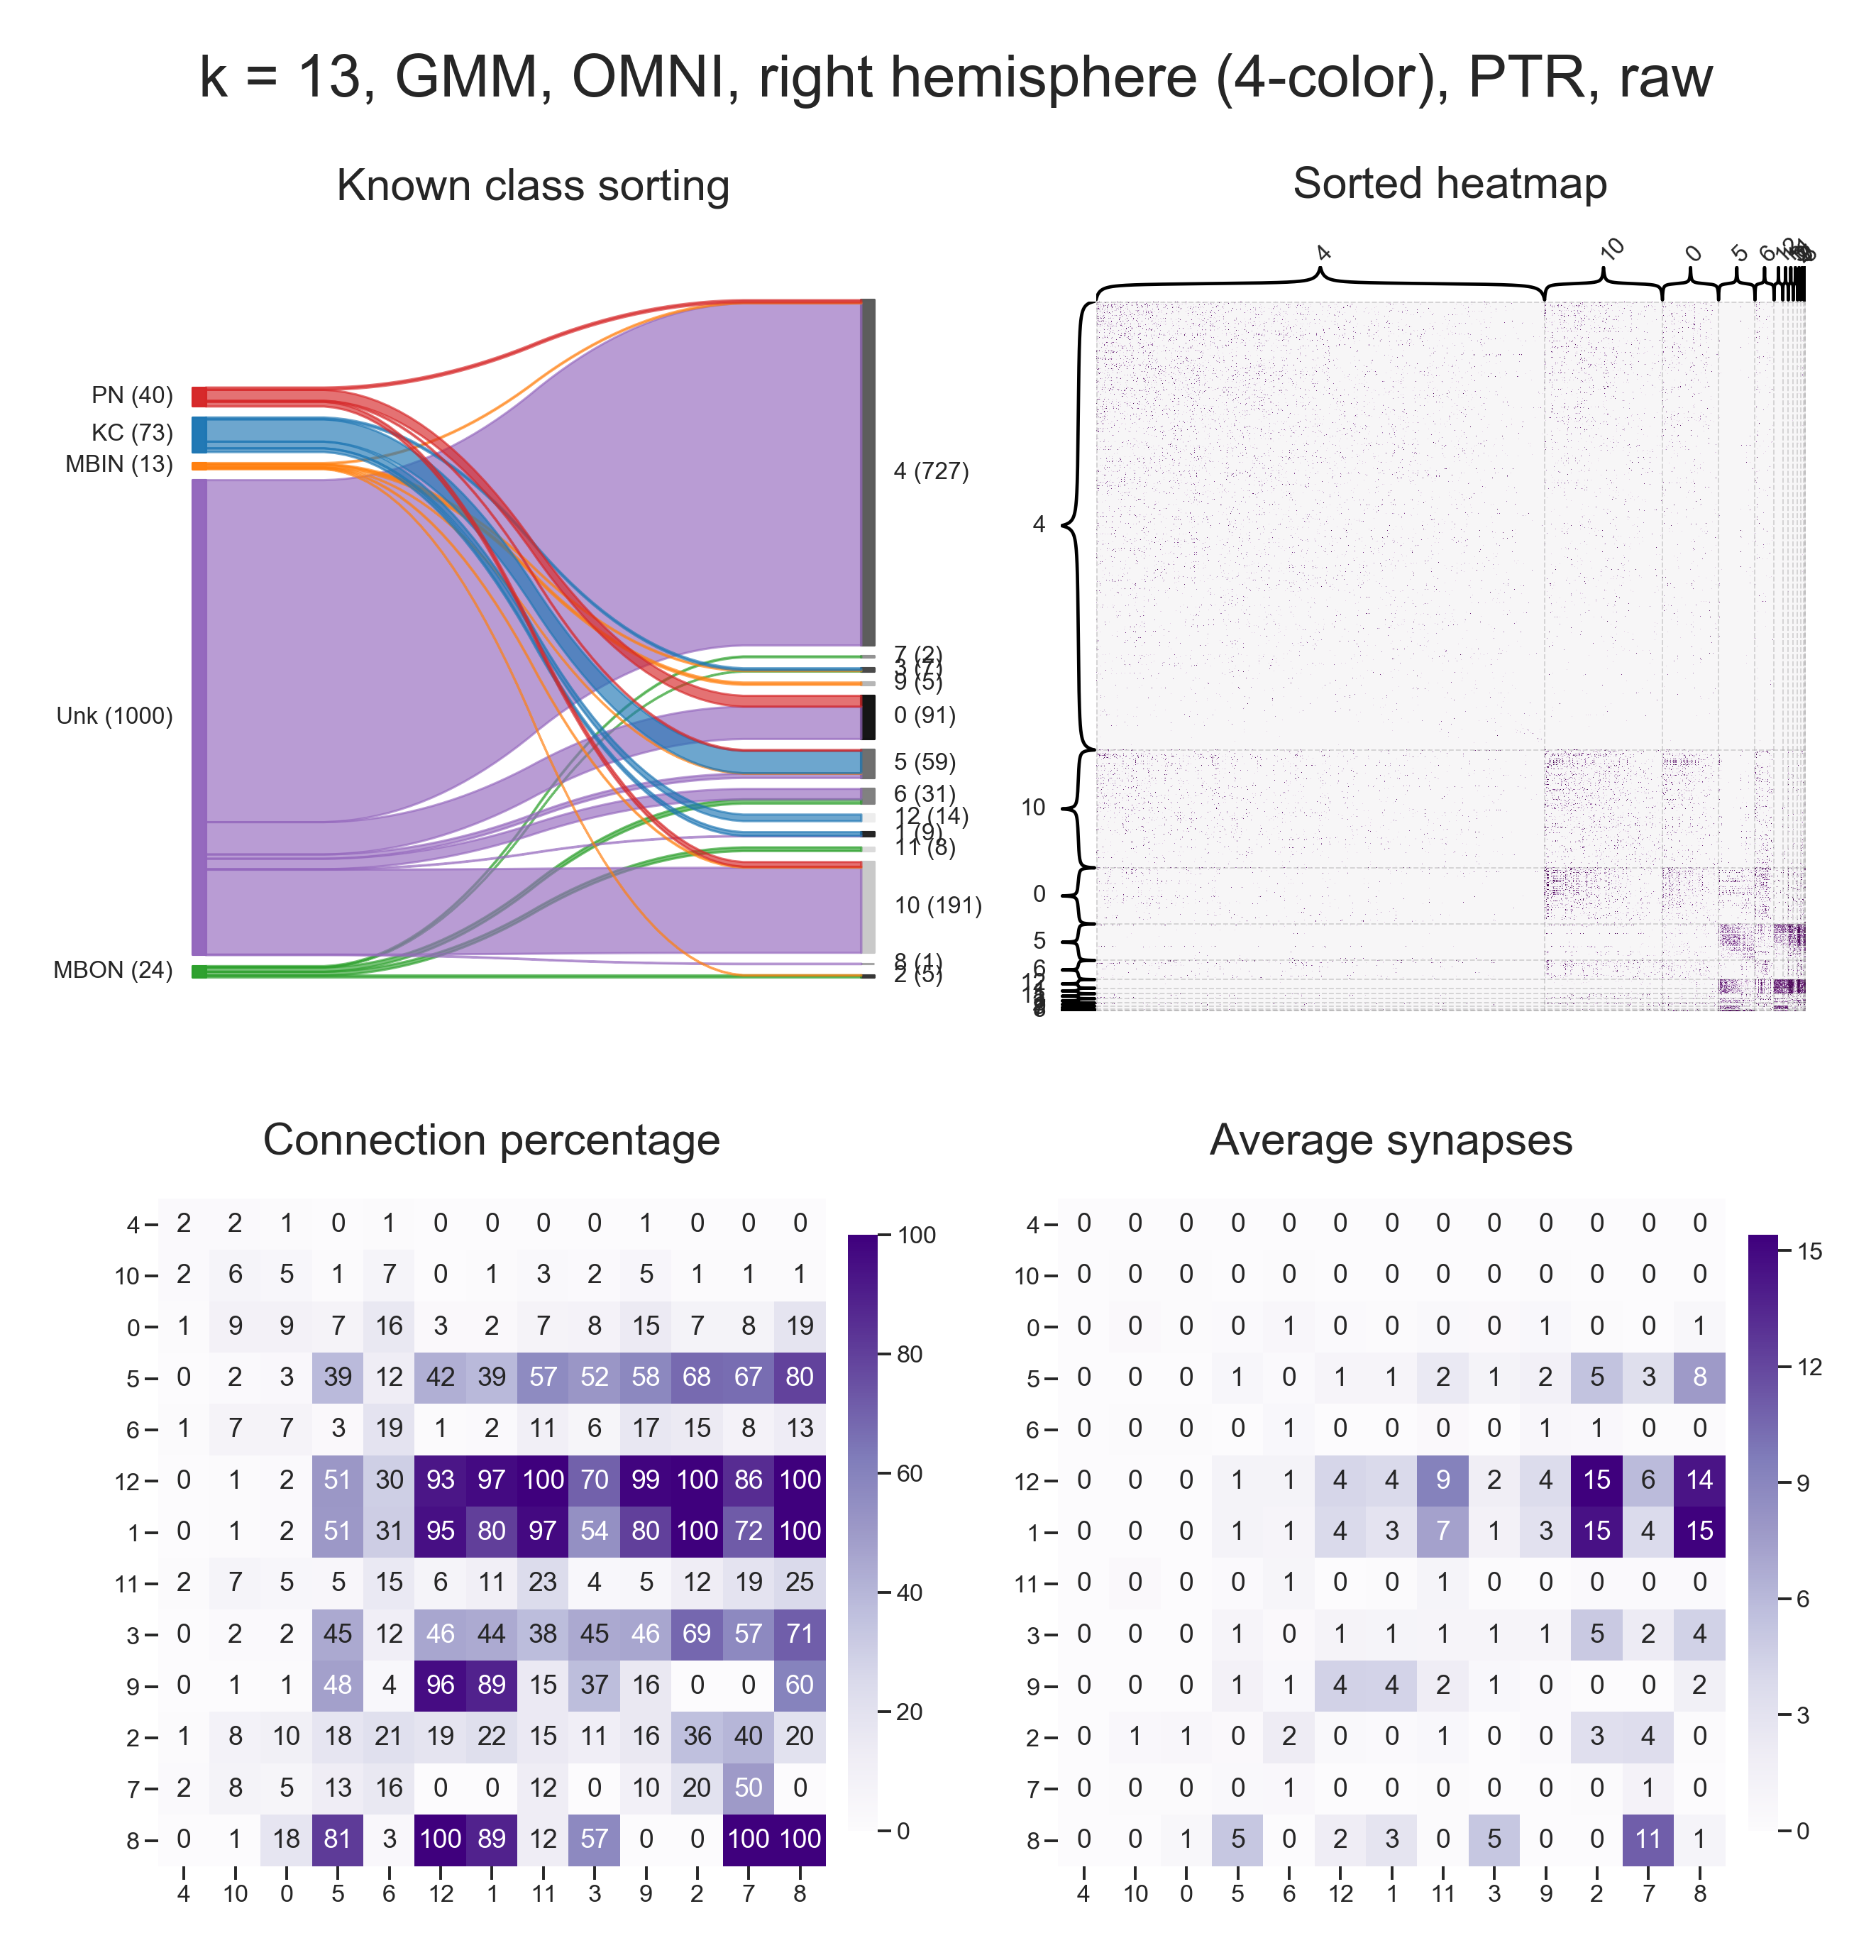 k = 13, GMM, OMNI, right hemisphere (4-color), PTR, raw
Known class sorting
PN (40)
KC (73)
MBIN (13)
Unk (1000)
MBON (24)
4 (727)
7 (2)
3 (7)
9 (5)
0 (91)
5 (59)
6 (31)
12 (14)
1 (9)
11 (8)
10 (191)
8 (1)
2 (5)
Sorted heatmap
4 10 0 5 6
4
10
0
5
6
Connection percentage
4 2 2 1 0 1 0 0 0 0 1 0 0 0
10 2 6 5 1 7 0 1 3 2 5 1 1 1
0 1 9 9 7 16 3 2 7 8 15 7 8 19
5 0 2 3 39 12 42 39 57 52 58 68 67 80
6 1 7 7 3 19 1 2 11 6 17 15 8 13
12 0 1 2 51 30 93 97 100 70 99 100 86 100
1 0 1 2 51 31 95 80 97 54 80 100 72 100
11 2 7 5 5 15 6 11 23 4 5 12 19 25
3 0 2 2 45 12 46 44 38 45 46 69 57 71
9 0 1 1 48 4 96 89 15 37 16 0 0 60
2 1 8 10 18 21 19 22 15 11 16 36 40 20
7 2 8 5 13 16 0 0 12 0 10 20 50 0
8 0 1 18 81 3 100 89 12 57 0 0 100 100
4 10 0 5 6 12 1 11 3 9 2 7 8
100
80
60
40
20
0
Average synapses
4 0 0 0 0 0 0 0 0 0 0 0 0 0
10 0 0 0 0 0 0 0 0 0 0 0 0 0
0 0 0 0 0 1 0 0 0 0 1 0 0 1
5 0 0 0 1 0 1 1 2 1 2 5 3 8
6 0 0 0 0 1 0 0 0 0 1 1 0 0
12 0 0 0 1 1 4 4 9 2 4 15 6 14
1 0 0 0 1 1 4 3 7 1 3 15 4 15
11 0 0 0 0 1 0 0 1 0 0 0 0 0
3 0 0 0 1 0 1 1 1 1 1 5 2 4
9 0 0 0 1 1 4 4 2 1 0 0 0 2
2 0 1 1 0 2 0 0 1 0 0 3 4 0
7 0 0 0 0 1 0 0 0 0 0 0 1 0
8 0 0 1 5 0 2 3 0 5 0 0 11 1
4 10 0 5 6 12 1 11 3 9 2 7 8
15
12
9
6
3
0